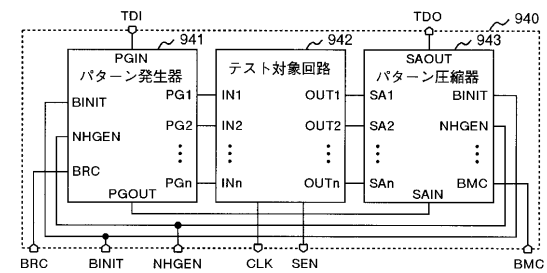 TDI TDO 940
941 942 943
PGIN SAOUT
パターン発生器 テスト対象回路 パターン圧縮器
BINIT PG1 IN1 OUT1 SA1 BINIT
NHGEN PG2 IN2 OUT2 SA2 NHGEN
BRC PGn INn OUTn SAn BMC
PGOUT SAIN
BRC BINIT NHGEN CLK SEN BMC